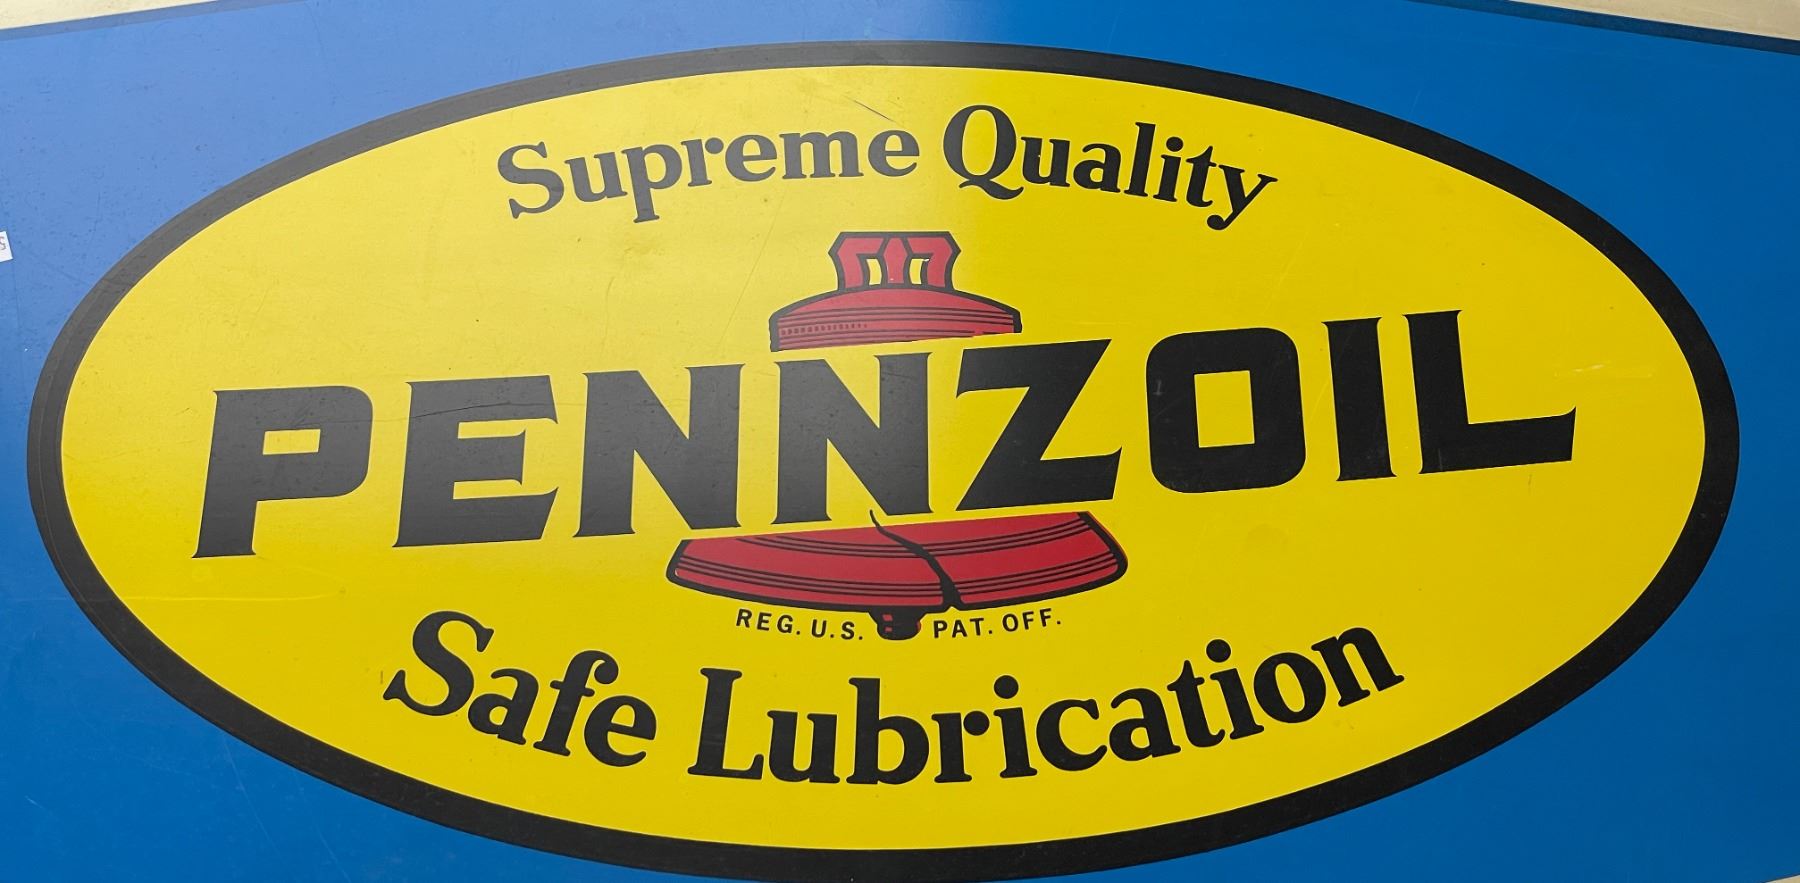 Supreme Quality
PENNZOIL
REG. U.S. PAT. OFF.
Safe Lubrication